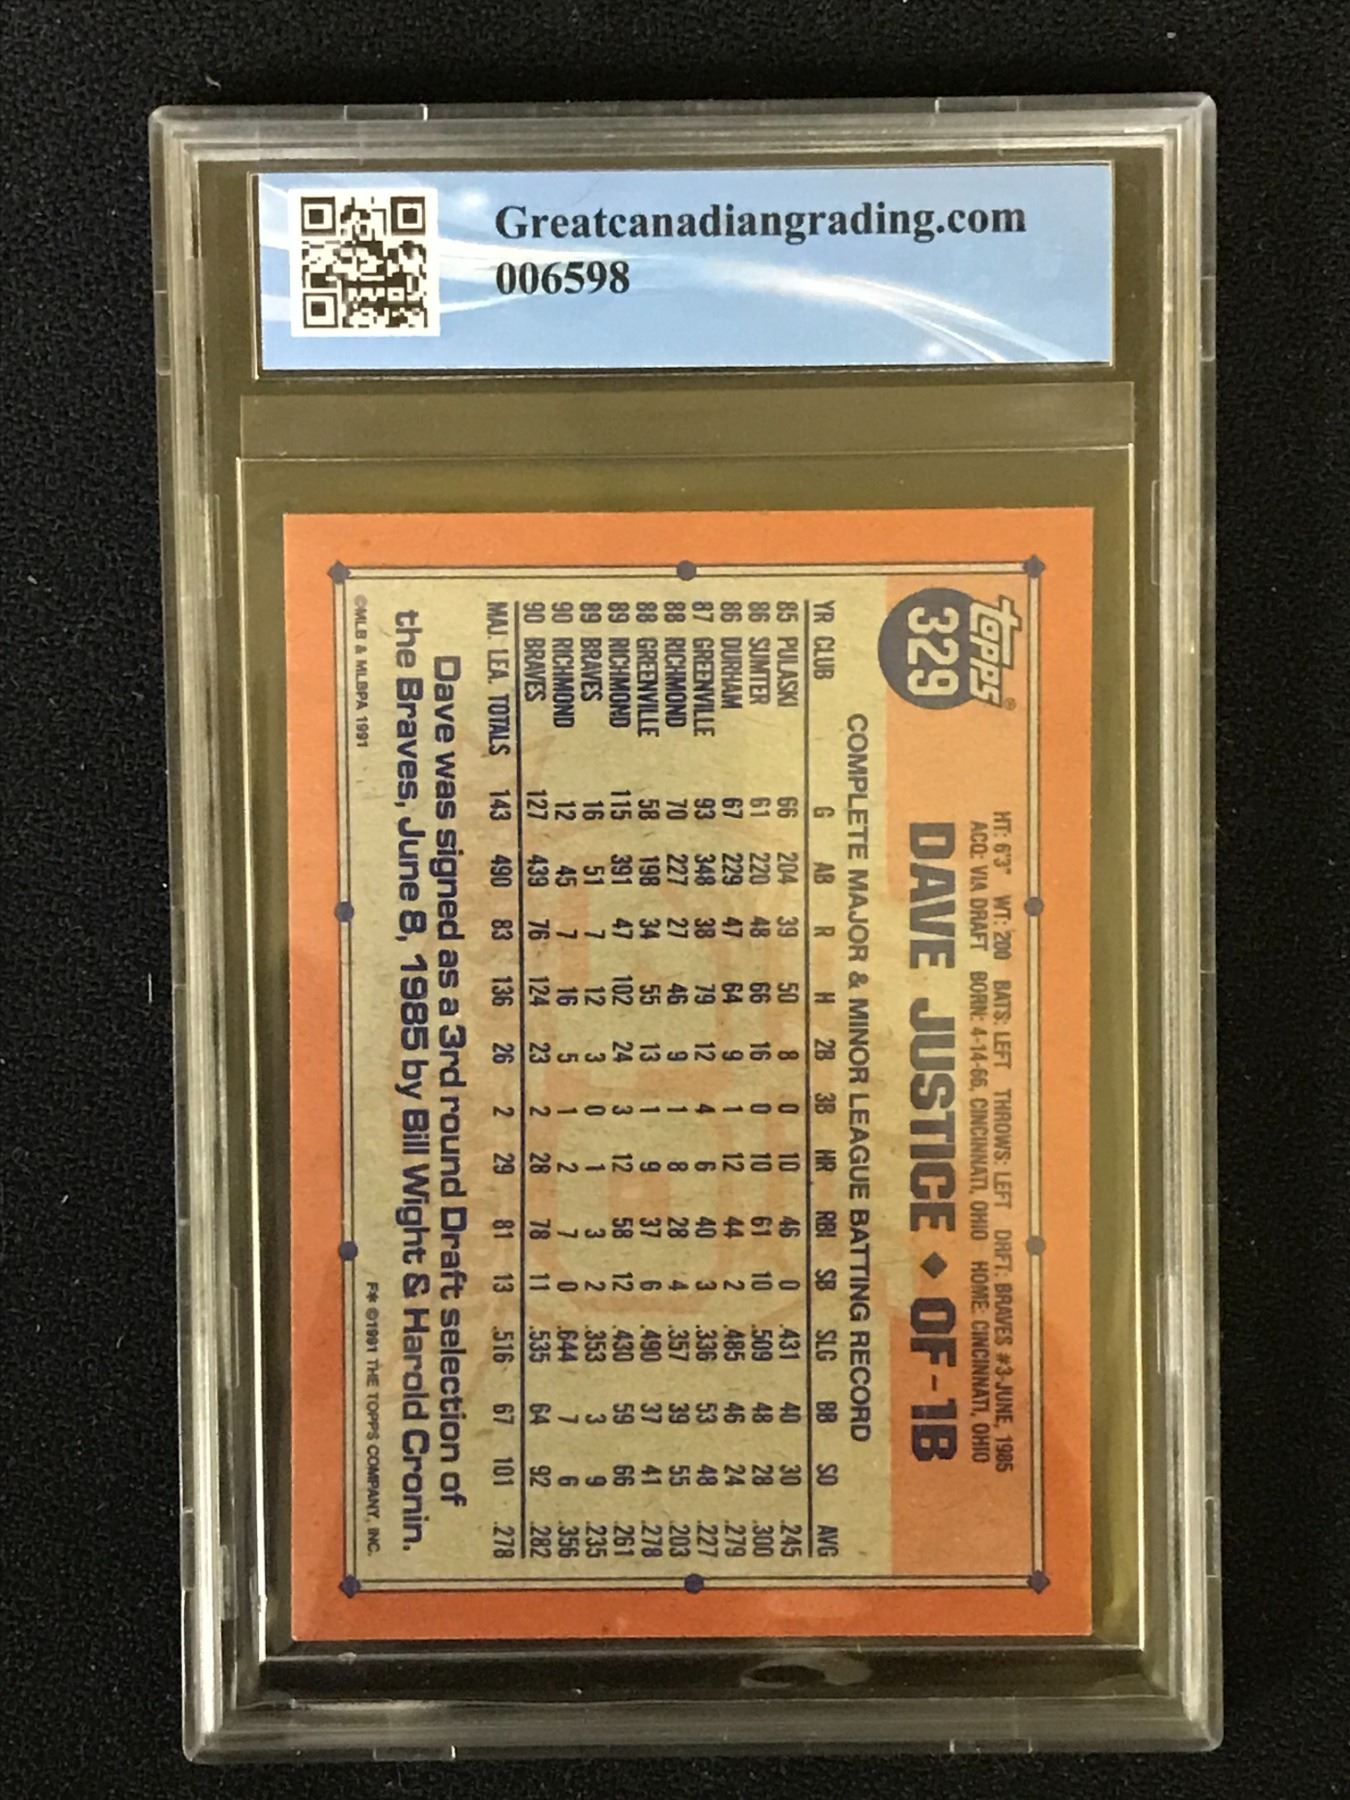 Greatcanadiangrading.com
006598
topps®
329
HT: 6'3" WT: 200 BATS: LEFT THROWS: LEFT DRFT: BRAVES #3-JUNE, 1985
ACQ: VIA DRAFT BORN: 4-14-66, CINCINNATI, OHIO HOME: CINCINNATI, OHIO
DAVE JUSTICE ◆ OF-1B
COMPLETE MAJOR & MINOR LEAGUE BATTING RECORD
YR CLUB G AB R H 2B 3B HR RBI SB SLG BB SO AVG
85 PULASKI 66 204 39 50 8 0 10 46 0 .431 40 30 .245
86 SUMTER 61 220 48 66 16 0 10 61 10 .509 48 28 .300
86 DURHAM 67 229 47 64 9 1 12 44 2 .485 46 24 .279
87 GREENVILLE 93 348 38 79 12 4 6 40 3 .336 53 48 .227
88 RICHMOND 70 227 27 46 9 1 8 28 4 .357 39 55 .203
88 GREENVILLE 58 198 34 55 13 1 9 37 6 .490 37 41 .278
89 RICHMOND 115 391 47 102 24 3 12 58 12 .430 59 66 .261
89 BRAVES 16 51 7 12 3 0 1 3 2 .353 3 9 .235
90 RICHMOND 12 45 7 16 5 1 2 7 0 .644 7 6 .356
90 BRAVES 127 439 76 124 23 2 28 78 11 .535 64 92 .282
MAJ. LEA. TOTALS 143 490 83 136 26 2 29 81 13 .516 67 101 .278
Dave was signed as a 3rd round Draft selection of
the Braves, June 8, 1985 by Bill Wight & Harold Cronin.
©MLB & MLBPA 1991 F* ©1991 THE TOPPS COMPANY, INC.